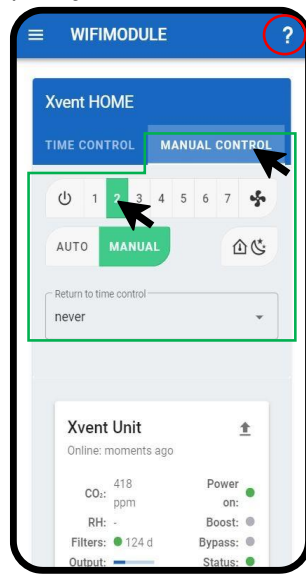 WIFIMODULE ?
Xvent HOME
TIME CONTROL MANUAL CONTROL
1 2 3 4 5 6 7
AUTO MANUAL
Return to time control
never
Xvent Unit
Online: moments ago
CO₂: 418 ppm Power on:
RH: - Boost:
Filters: 124 d Bypass:
Output: Status: